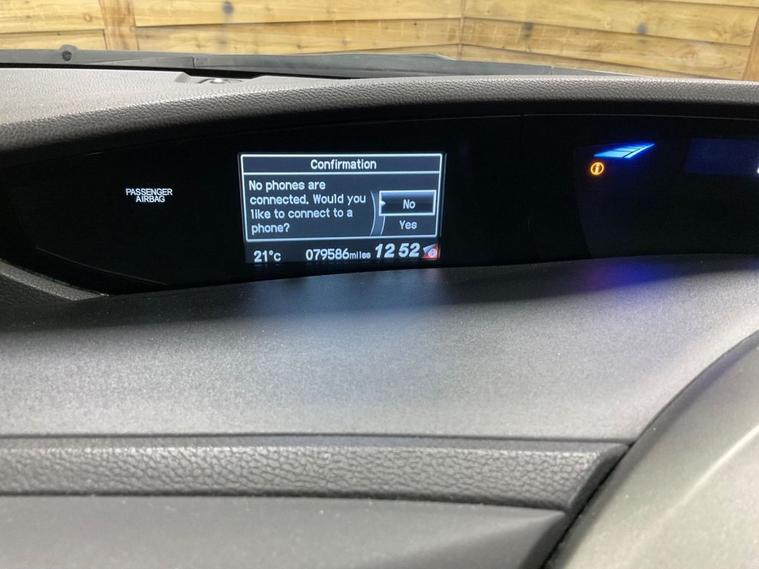 PASSENGER
AIRBAG
Confirmation
No phones are
connected. Would you
like to connect to a
phone?
No
Yes
21°c 079586miles 12 52